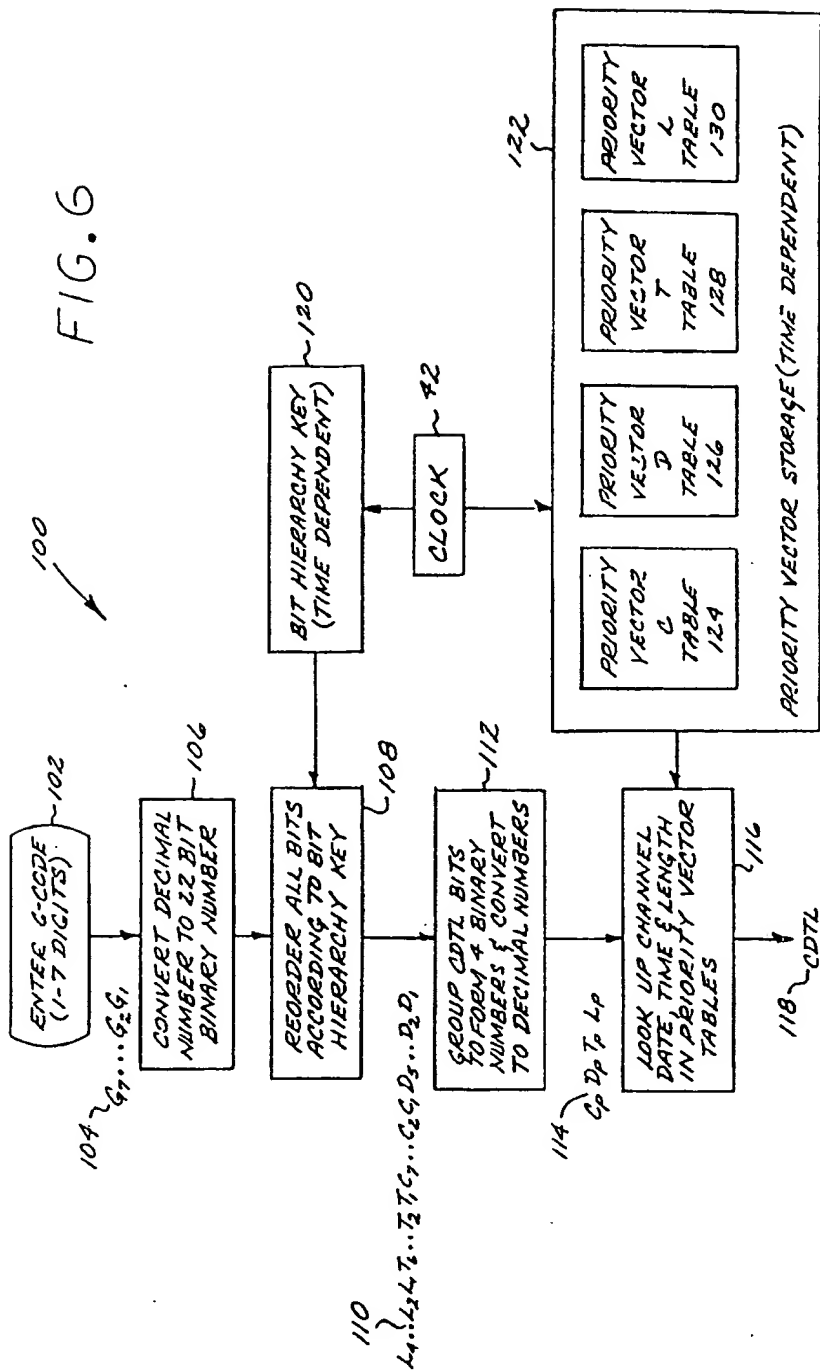 FIG. 6
100
102
ENTER G-CODE
(1-7 DIGITS)
104
G7...G2G1
106
CONVERT DECIMAL
NUMBER TO 22 BIT
BINARY NUMBER
108
REORDER ALL BITS
ACCORDING TO BIT
HIERARCHY KEY
120
BIT HIERARCHY KEY
(TIME DEPENDENT)
42
CLOCK
110
L4..L2L1T6..T2T1C7...C2C1D5..D2D1
112
GROUP CDTL BITS
TO FORM 4 BINARY
NUMBERS & CONVERT
TO DECIMAL NUMBERS
114
CP DP TP LP
116
LOOK UP CHANNEL
DATE, TIME & LENGTH
IN PRIORITY VECTOR
TABLES
118
CDTL
122
PRIORITY
VECTOR
C
TABLE
124
PRIORITY
VECTOR
D
TABLE
126
PRIORITY
VECTOR
T
TABLE
128
PRIORITY
VECTOR
L
TABLE
130
PRIORITY VECTOR STORAGE (TIME DEPENDENT)